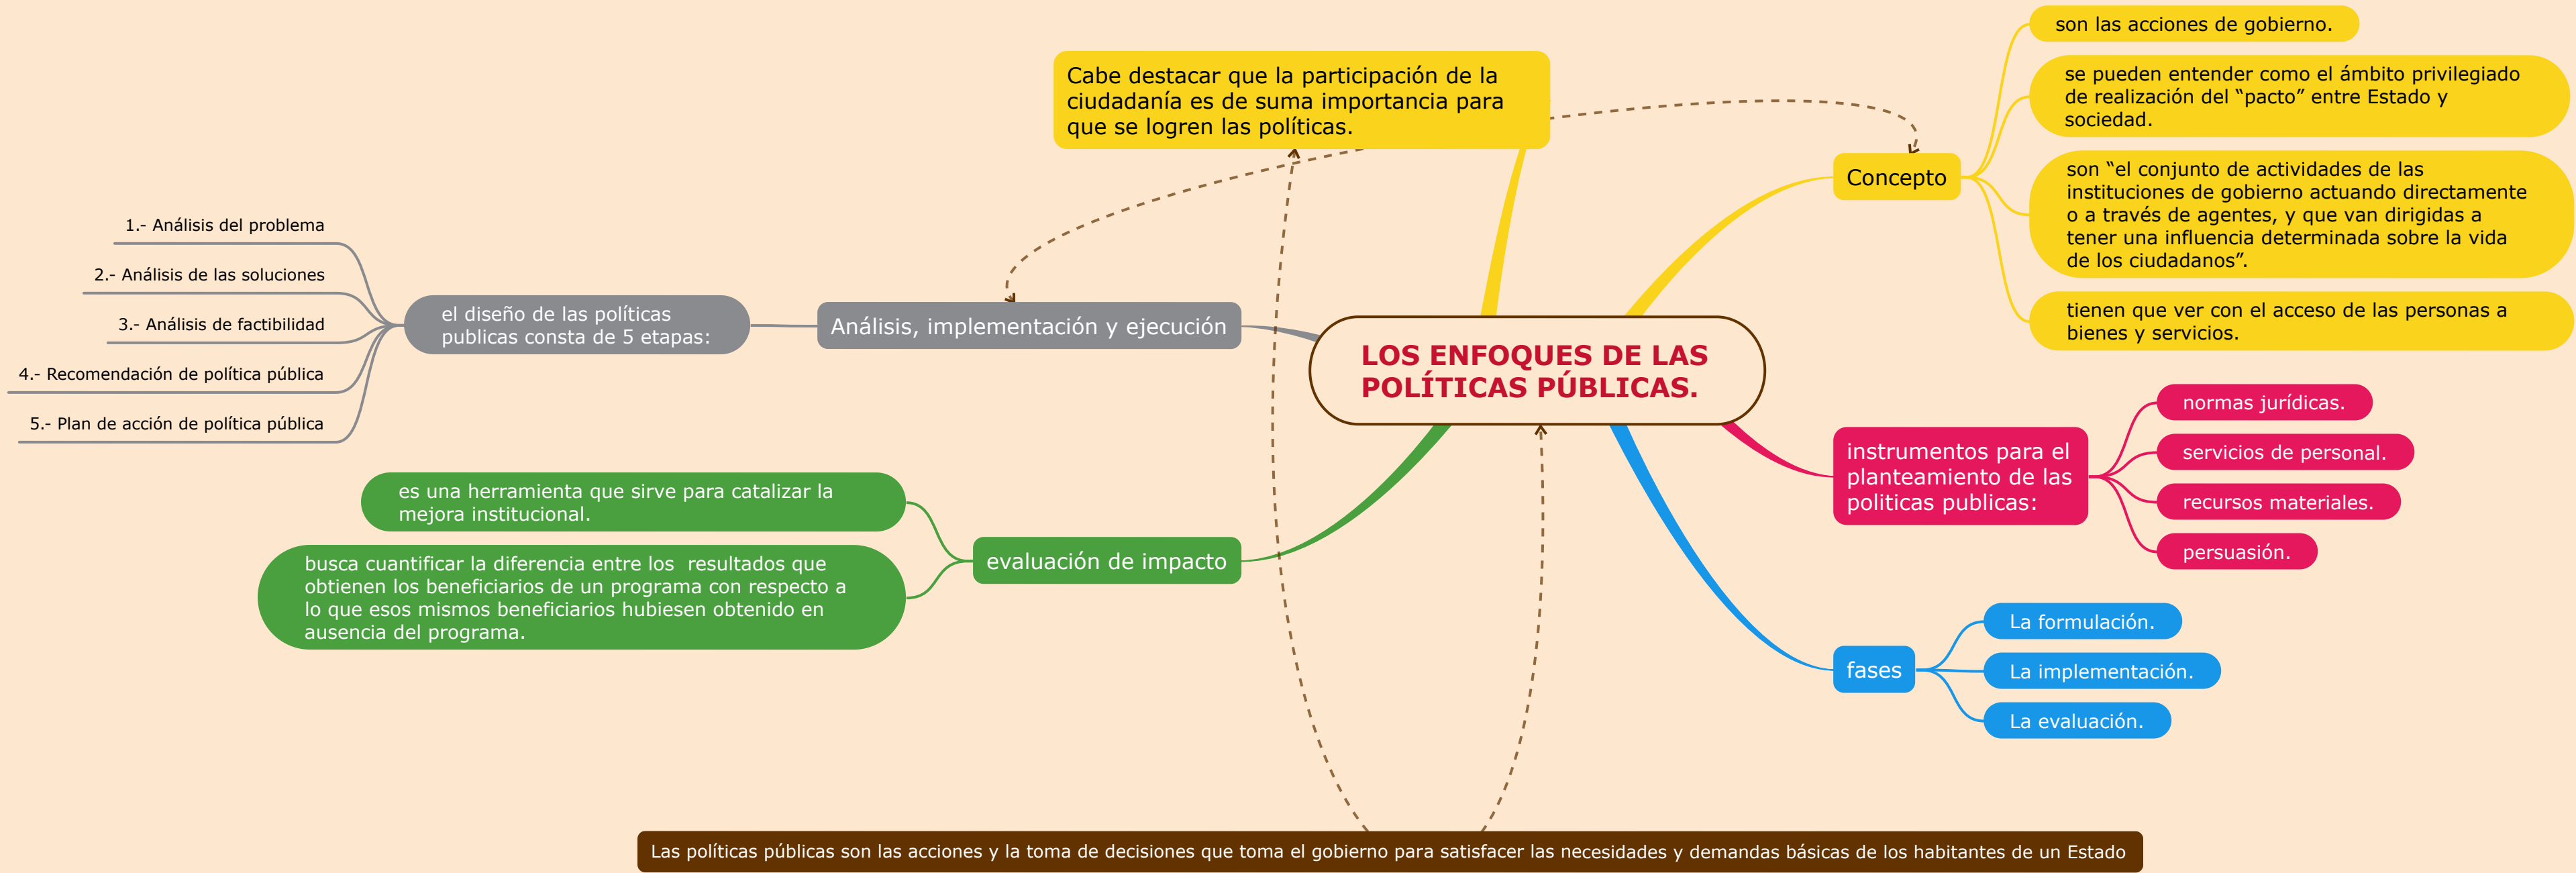 LOS ENFOQUES DE LAS
POLÍTICAS PÚBLICAS.
Cabe destacar que la participación de la
ciudadanía es de suma importancia para
que se logren las políticas.
Concepto
son las acciones de gobierno.
se pueden entender como el ámbito privilegiado
de realización del “pacto” entre Estado y
sociedad.
son “el conjunto de actividades de las
instituciones de gobierno actuando directamente
o a través de agentes, y que van dirigidas a
tener una influencia determinada sobre la vida
de los ciudadanos”.
tienen que ver con el acceso de las personas a
bienes y servicios.
instrumentos para el
planteamiento de las
politicas publicas:
normas jurídicas.
servicios de personal.
recursos materiales.
persuasión.
fases
La formulación.
La implementación.
La evaluación.
Análisis, implementación y ejecución
el diseño de las políticas
publicas consta de 5 etapas:
1.- Análisis del problema
2.- Análisis de las soluciones
3.- Análisis de factibilidad
4.- Recomendación de política pública
5.- Plan de acción de política pública
evaluación de impacto
es una herramienta que sirve para catalizar la
mejora institucional.
busca cuantificar la diferencia entre los  resultados que
obtienen los beneficiarios de un programa con respecto a
lo que esos mismos beneficiarios hubiesen obtenido en
ausencia del programa.
Las políticas públicas son las acciones y la toma de decisiones que toma el gobierno para satisfacer las necesidades y demandas básicas de los habitantes de un Estado